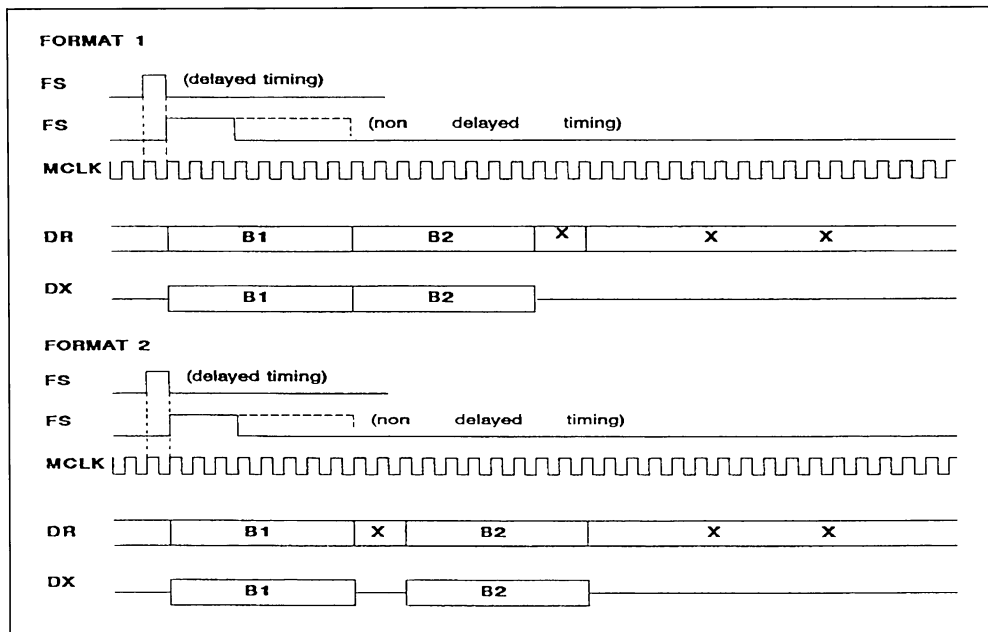 FORMAT 1
FS (delayed timing)
FS (non delayed timing)
MCLK
DR B1 B2 X X X
DX B1 B2
FORMAT 2
FS (delayed timing)
FS (non delayed timing)
MCLK
DR B1 X B2 X X
DX B1 B2